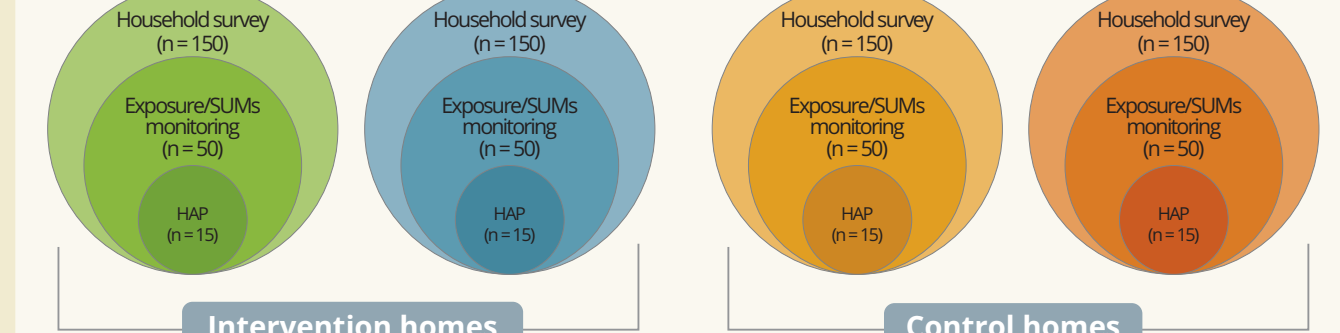 Household survey
(n = 150)
Exposure/SUMs
monitoring
(n = 50)
HAP
(n = 15)
Household survey
(n = 150)
Exposure/SUMs
monitoring
(n = 50)
HAP
(n = 15)
Household survey
(n = 150)
Exposure/SUMs
monitoring
(n = 50)
HAP
(n = 15)
Household survey
(n = 150)
Exposure/SUMs
monitoring
(n = 50)
HAP
(n = 15)
Intervention homes
Control homes